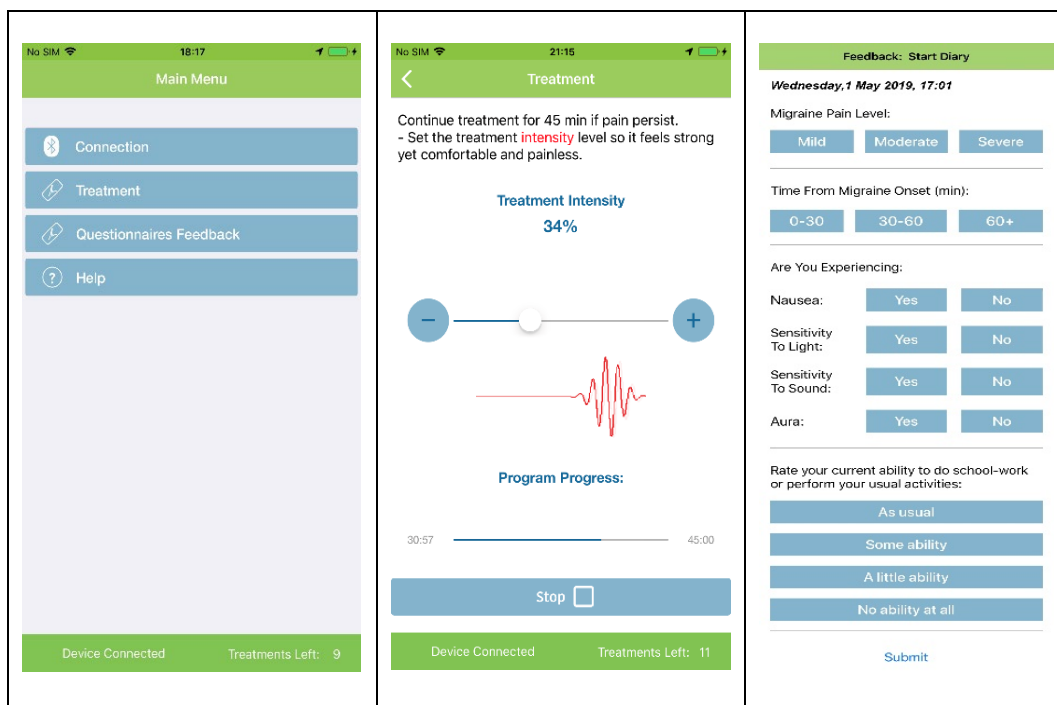 No SIM 18:17
Main Menu
Connection
Treatment
Questionnaires Feedback
? Help
Device Connected Treatments Left: 9
No SIM 21:15
Treatment
Continue treatment for 45 min if pain persist.
- Set the treatment intensity level so it feels strong
yet comfortable and painless.
Treatment Intensity
34%
- +
Program Progress:
30:57 45:00
Stop
Device Connected Treatments Left: 11
Feedback: Start Diary
Wednesday,1 May 2019, 17:01
Migraine Pain Level:
Mild Moderate Severe
Time From Migraine Onset (min):
0-30 30-60 60+
Are You Experiencing:
Nausea: Yes No
Sensitivity
To Light: Yes No
Sensitivity
To Sound: Yes No
Aura: Yes No
Rate your current ability to do school-work
or perform your usual activities:
As usual
Some ability
A little ability
No ability at all
Submit